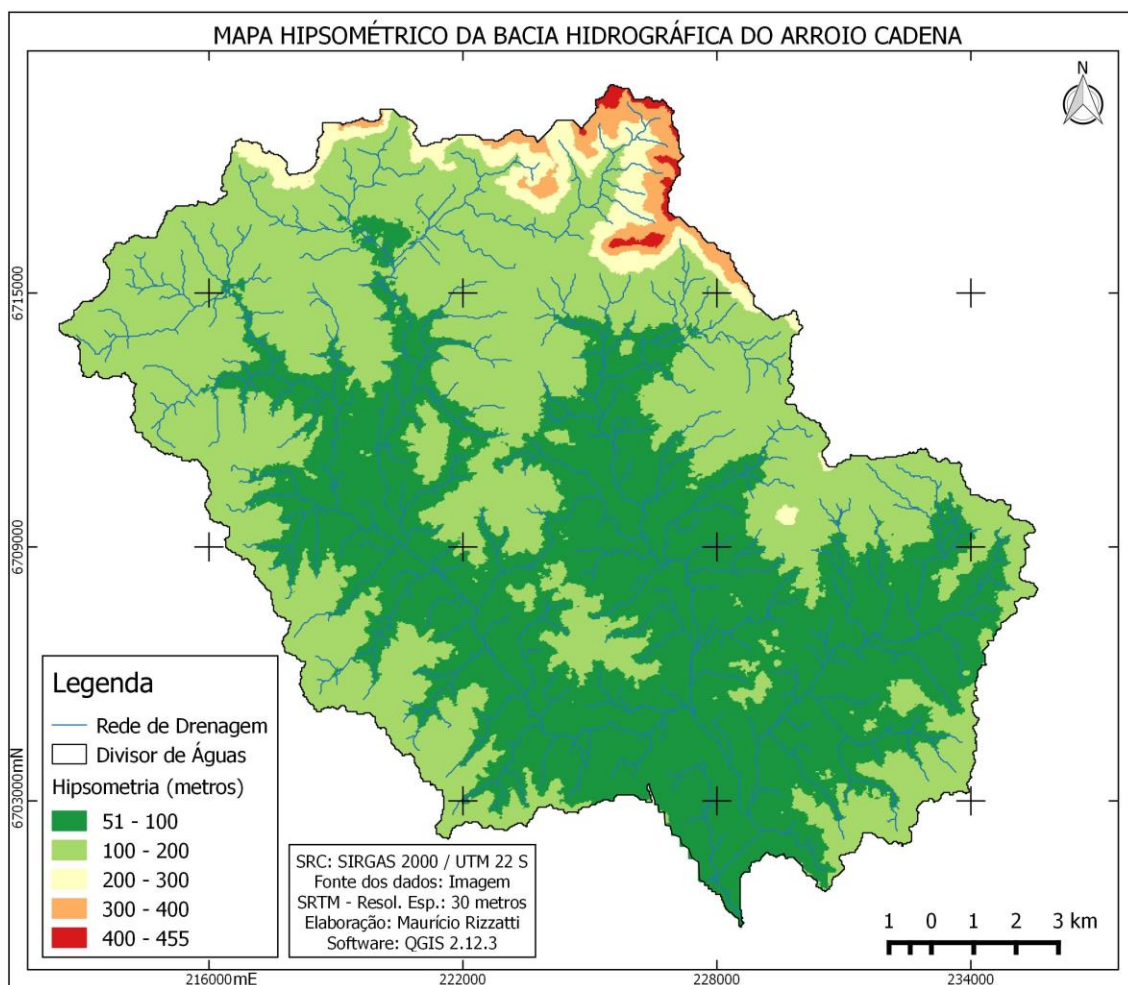 MAPA HIPSOMÉTRICO DA BACIA HIDROGRÁFICA DO ARROIO CADENA
N
6715000
6709000
6703000mN
Legenda
Rede de Drenagem
Divisor de Águas
Hipsometria (metros)
51 - 100
100 - 200
200 - 300
300 - 400
400 - 455
SRC: SIRGAS 2000 / UTM 22 S
Fonte dos dados: Imagem
SRTM - Resol. Esp.: 30 metros
Elaboração: Maurício Rizzatti
Software: QGIS 2.12.3
1 0 1 2 3 km
216000mE 222000 228000 234000